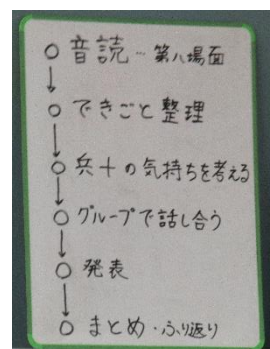 音読~第八場面
できごと整理
兵十の気持ちを考える
グループで話し合う
発表
まとめ・ふり返り